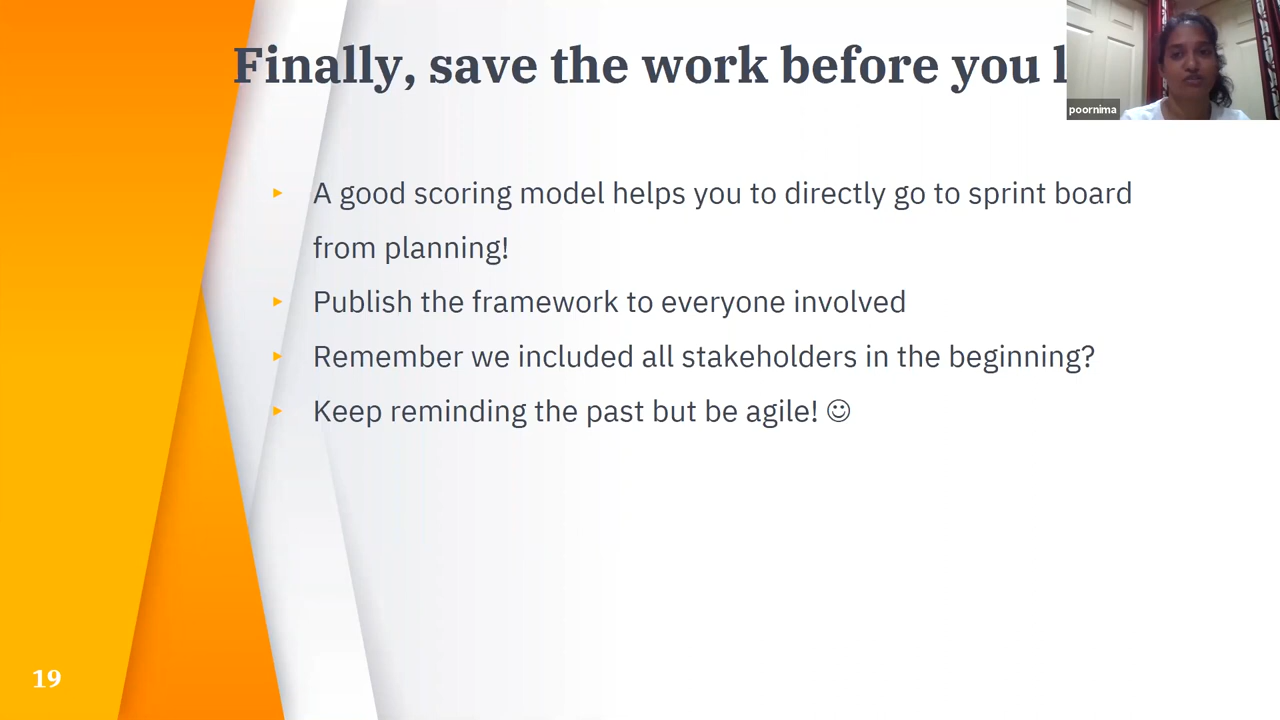 Finally, save the work before you l
poornima
A good scoring model helps you to directly go to sprint board
from planning!
Publish the framework to everyone involved
Remember we included all stakeholders in the beginning?
Keep reminding the past but be agile! ☺
19